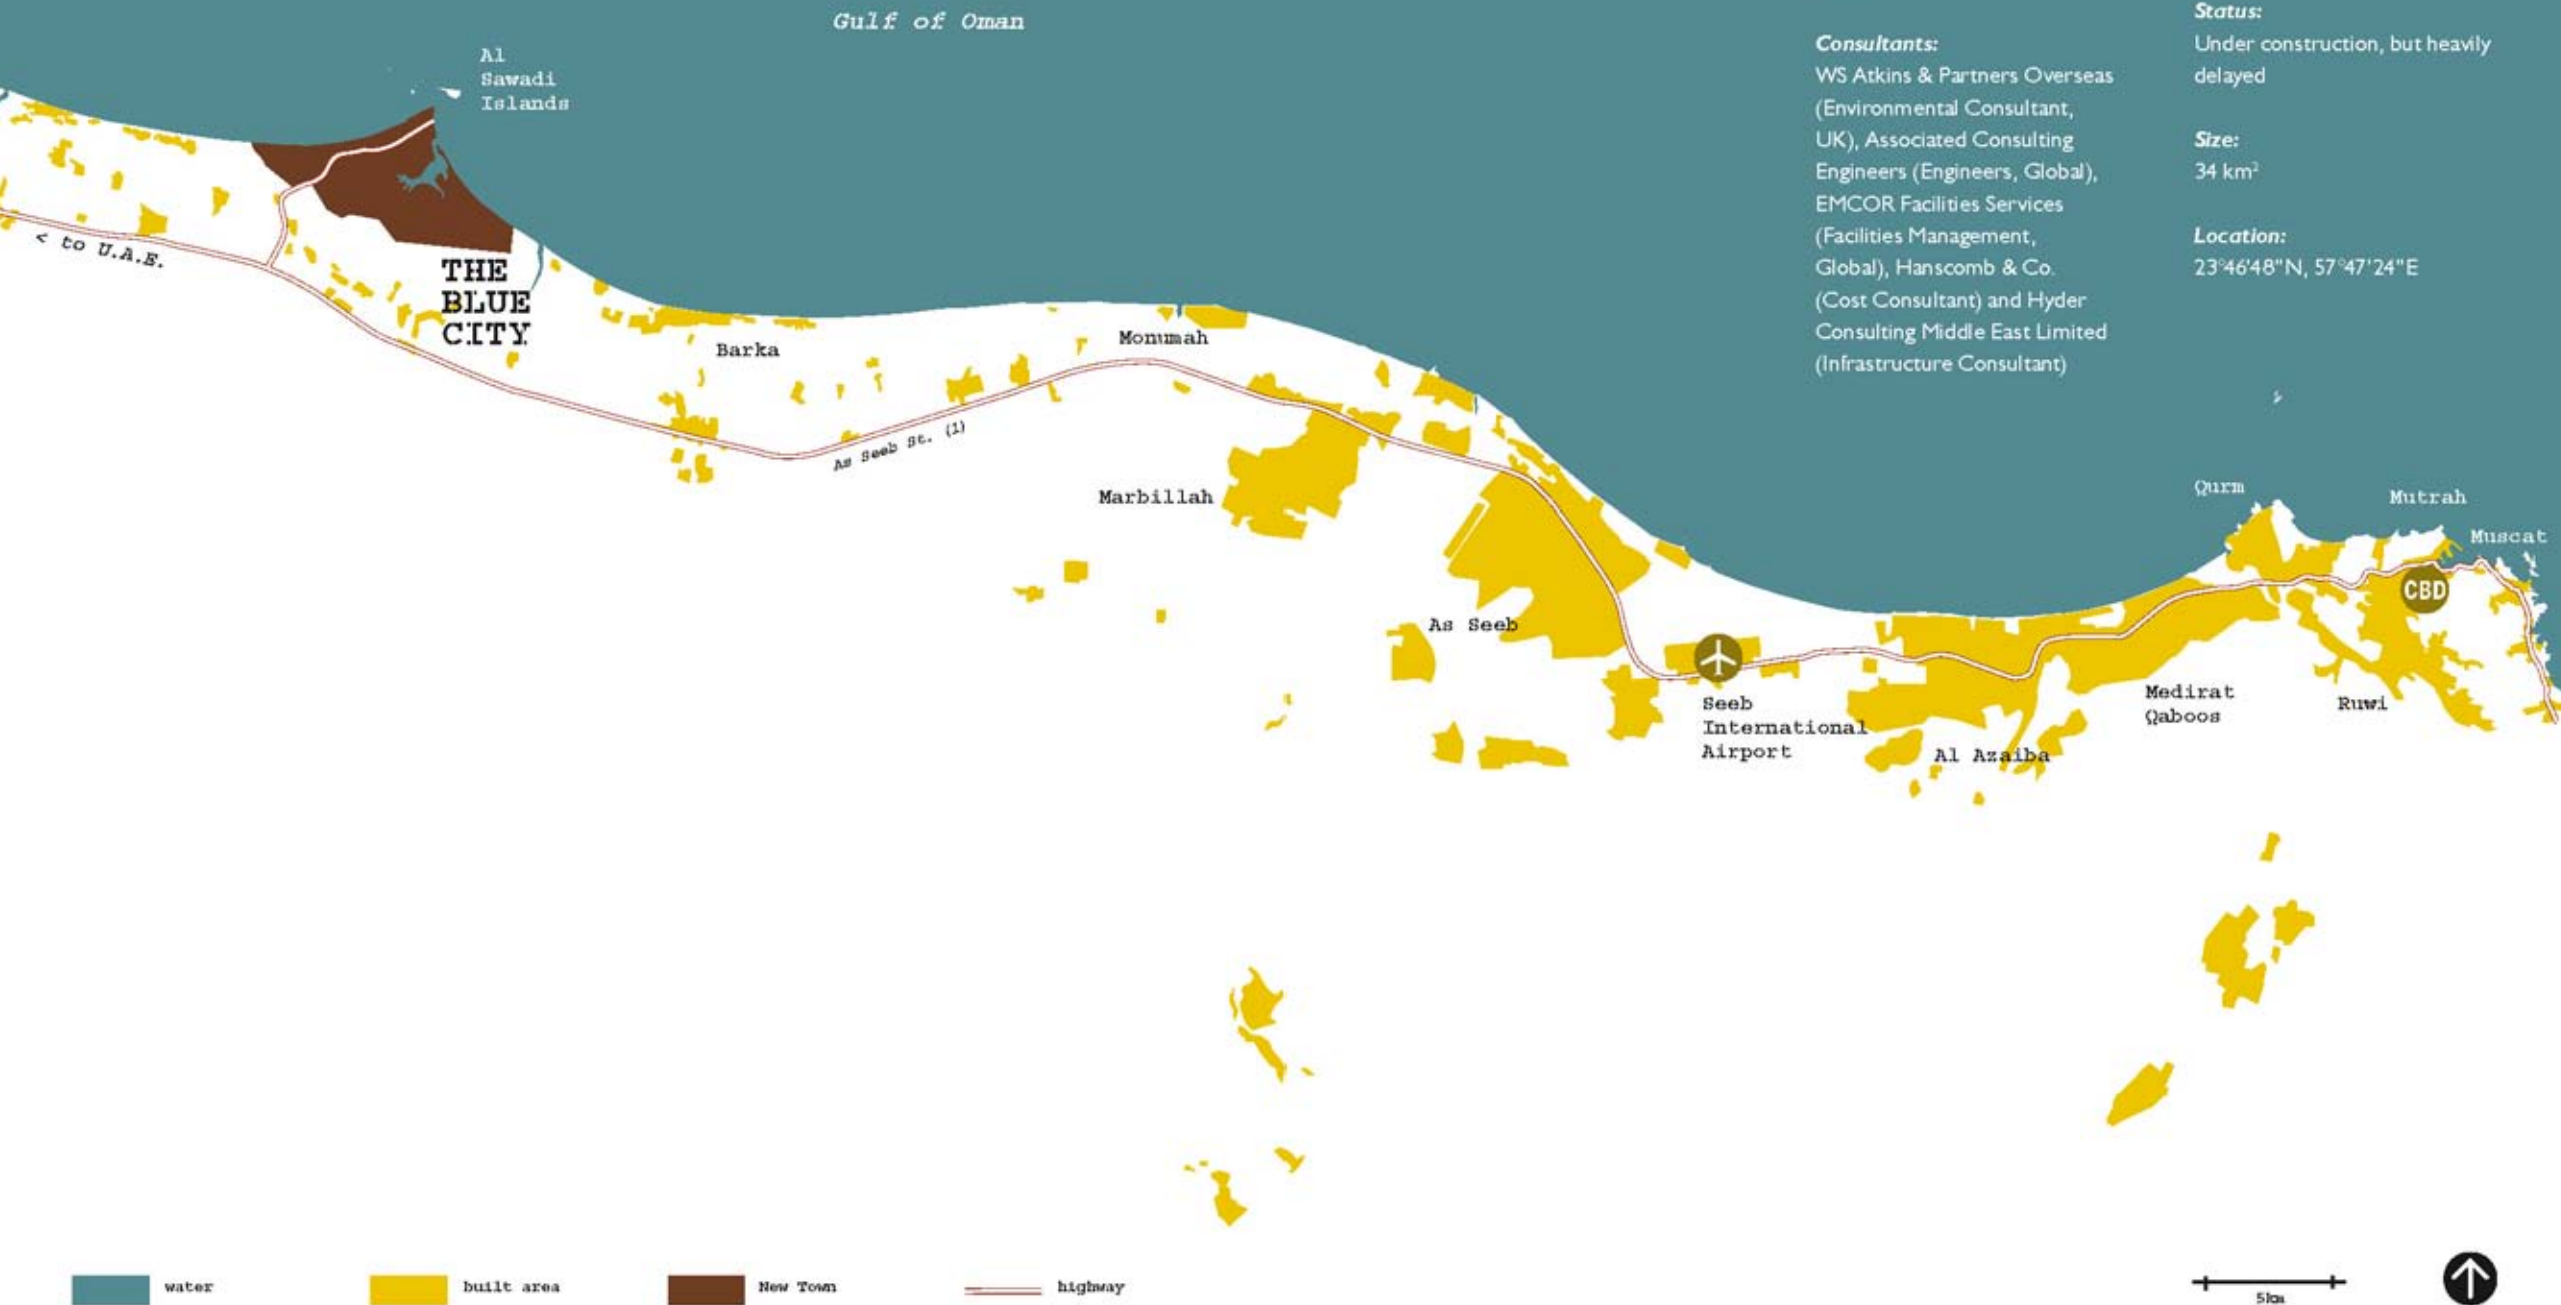 Gulf of Oman
Al
Sawadi
Islands
Consultants:
WS Atkins & Partners Overseas
(Environmental Consultant,
UK), Associated Consulting
Engineers (Engineers, Global),
EMCOR Facilities Services
(Facilities Management,
Global), Hanscomb & Co.
(Cost Consultant) and Hyder
Consulting Middle East Limited
(Infrastructure Consultant)
Status:
Under construction, but heavily
delayed
Size:
34 km²
Location:
23°46'48"N, 57°47'24"E
< to U.A.E.
THE
BLUE
CITY
Barka
Monumah
As Seeb St. (1)
Marbillah
Qurm
Mutrah
Muscat
CBD
As Seeb
Seeb
International
Airport
Al Azaiba
Medirat
Qaboos
Ruwi
water
built area
New Town
highway
5km